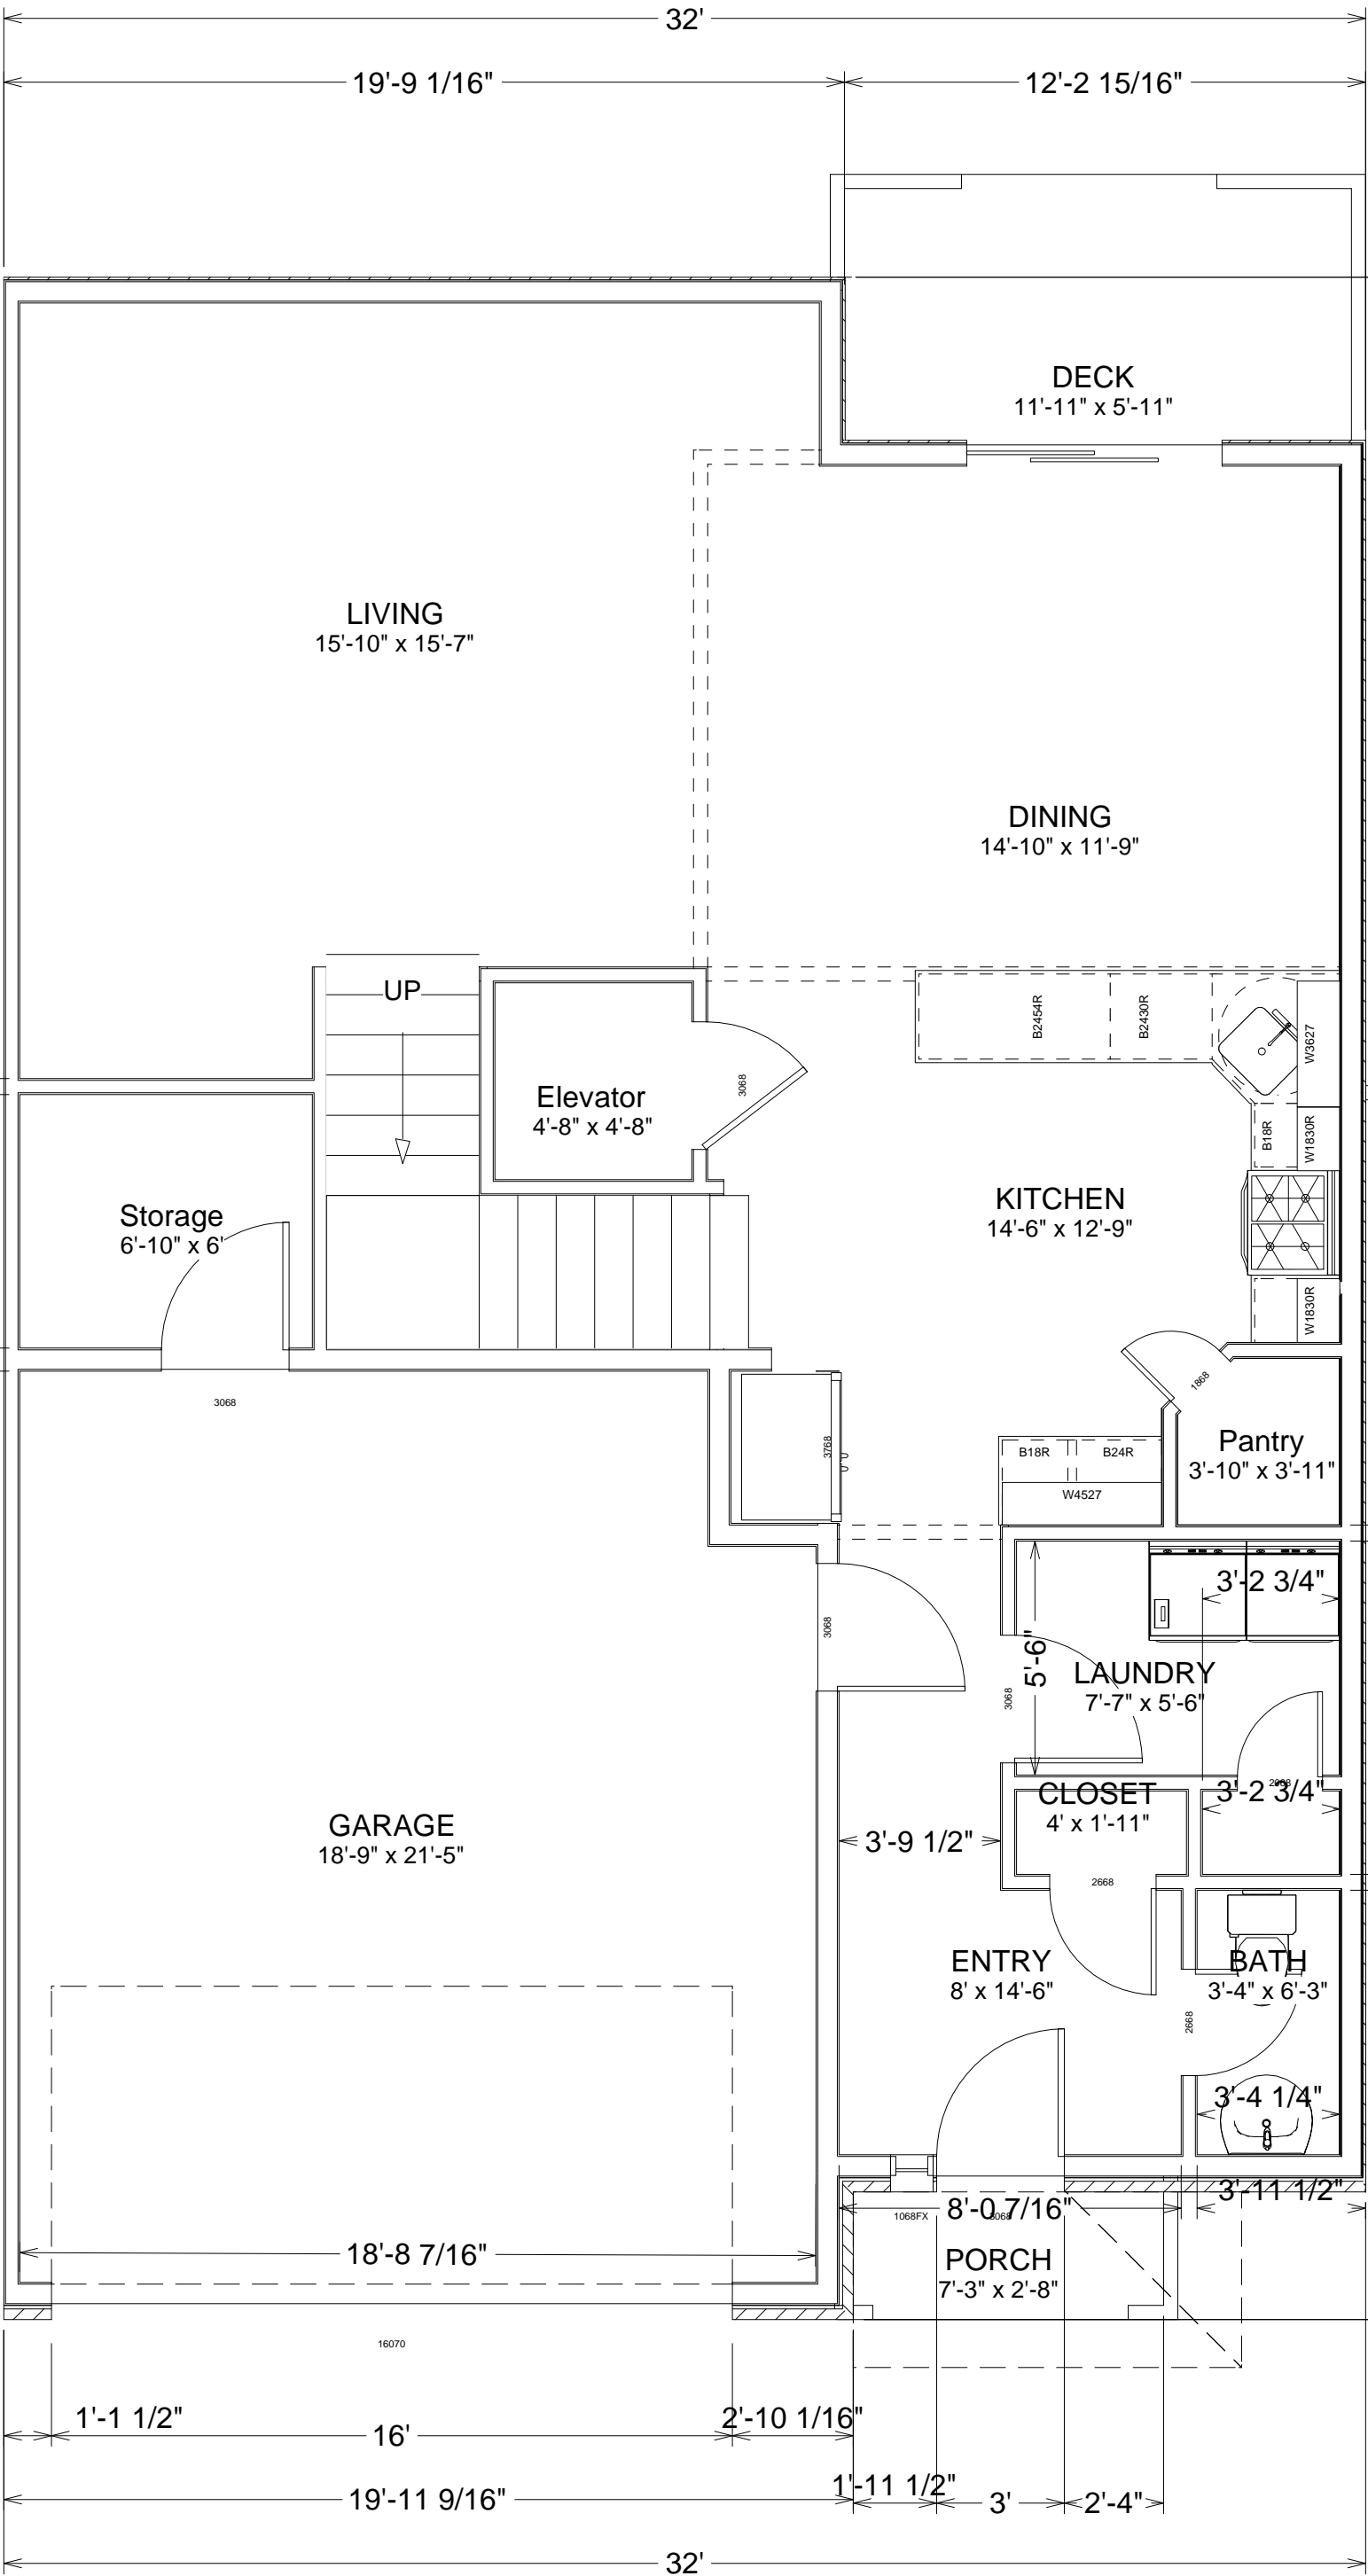 32'
19'-9 1/16"
12'-2 15/16"
DECK
11'-11" x 5'-11"
LIVING
15'-10" x 15'-7"
DINING
14'-10" x 11'-9"
UP
B2454R
B2430R
W3627
Elevator
4'-8" x 4'-8"
3068
B18R
W1830R
KITCHEN
14'-6" x 12'-9"
Storage
6'-10" x 6'
W1830R
3068
1868
3768
B18R
B24R
W4527
Pantry
3'-10" x 3'-11"
3'-2 3/4"
3068
5'-6"
LAUNDRY
7'-7" x 5'-6"
3068
CLOSET
4' x 1'-11"
3'-2 3/4"
GARAGE
18'-9" x 21'-5"
3'-9 1/2"
2668
ENTRY
8' x 14'-6"
BATH
3'-4" x 6'-3"
2668
3'-4 1/4"
3'-11 1/2"
8'-0 7/16"
1068FX
3068
18'-8 7/16"
PORCH
7'-3" x 2'-8"
16070
1'-1 1/2"
16'
2'-10 1/16"
19'-11 9/16"
1'-11 1/2"
3'
2'-4"
32'